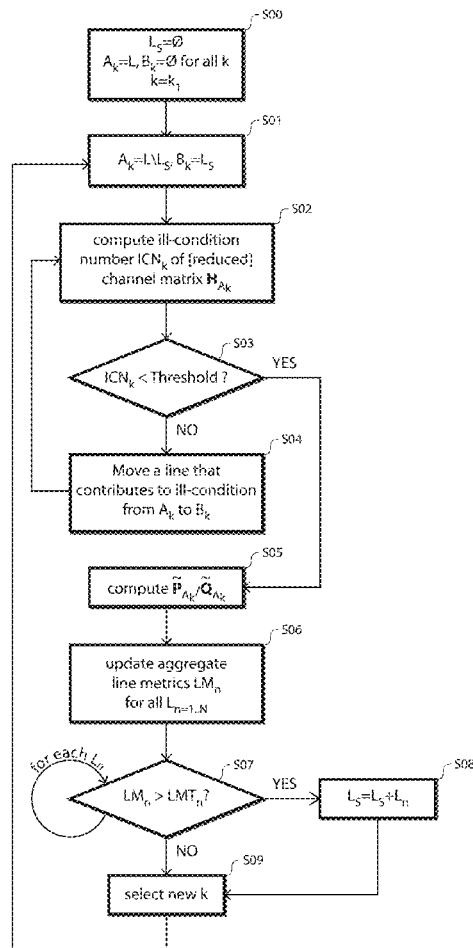 S00
L_S=Ø
A_k=L, B_k=Ø for all k
k=k_1
S01
A_k=L\L_S, B_k=L_S
S02
compute ill-condition
number ICN_k of [reduced]
channel matrix H_A_k
S03
ICN_k < Threshold ?
YES
NO
S04
Move a line that
contributes to ill-condition
from A_k to B_k
S05
compute P̃_A_k/Q̃_A_k
S06
update aggregate
line metrics LM_n
for all L_n=1..N
for each L_n
S07
LM_n > LMT_n?
YES
S08
L_S=L_S+L_n
NO
S09
select new k